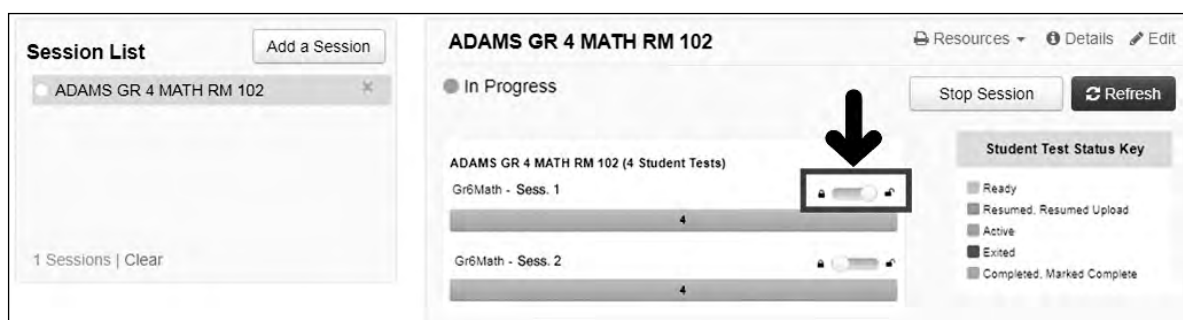 Session List
Add a Session
ADAMS GR 4 MATH RM 102
1 Sessions | Clear
ADAMS GR 4 MATH RM 102
Resources
Details
Edit
In Progress
Stop Session
Refresh
ADAMS GR 4 MATH RM 102 (4 Student Tests)
Gr6Math - Sess. 1
4
Gr6Math - Sess. 2
4
Student Test Status Key
Ready
Resumed, Resumed Upload
Active
Exited
Completed, Marked Complete